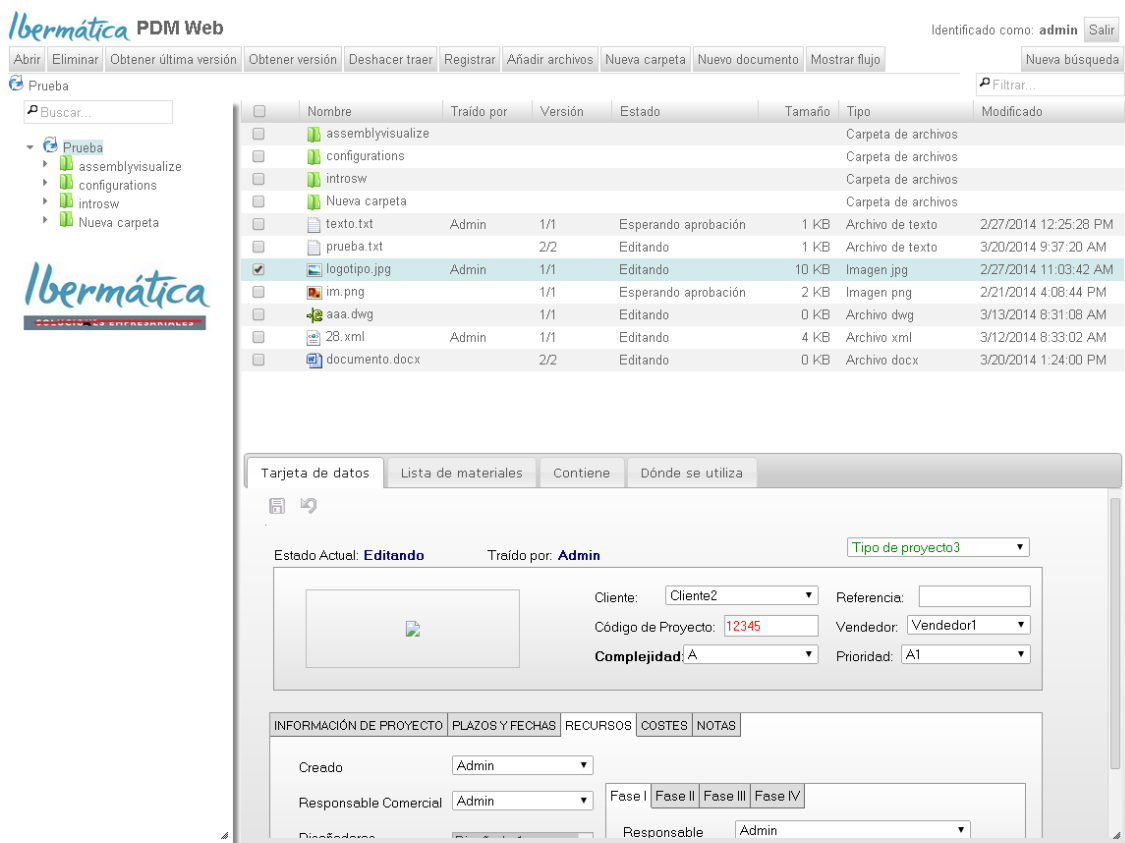 Ibermática PDM Web
Identificado como: admin Salir
Abrir Eliminar Obtener última versión Obtener versión Deshacer traer Registrar Añadir archivos Nueva carpeta Nuevo documento Mostrar flujo Nueva búsqueda
Prueba
Filtrar...
Buscar...
Prueba
assemblyvisualize
configurations
introsw
Nueva carpeta
Ibermática
SOLUCIONES EMPRESARIALES
Nombre Traído por Versión Estado Tamaño Tipo Modificado
assemblyvisualize Carpeta de archivos
configurations Carpeta de archivos
introsw Carpeta de archivos
Nueva carpeta Carpeta de archivos
texto.txt Admin 1/1 Esperando aprobación 1 KB Archivo de texto 2/27/2014 12:25:28 PM
prueba.txt 2/2 Editando 1 KB Archivo de texto 3/20/2014 9:37:20 AM
logotipo.jpg Admin 1/1 Editando 10 KB Imagen jpg 2/27/2014 11:03:42 AM
im.png 1/1 Esperando aprobación 2 KB Imagen png 2/21/2014 4:08:44 PM
aaa.dwg 1/1 Editando 0 KB Archivo dwg 3/13/2014 8:31:08 AM
28.xml Admin 1/1 Editando 4 KB Archivo xml 3/12/2014 8:33:02 AM
documento.docx 2/2 Editando 0 KB Archivo docx 3/20/2014 1:24:00 PM
Tarjeta de datos Lista de materiales Contiene Dónde se utiliza
Estado Actual: Editando Traído por: Admin Tipo de proyecto3
Cliente: Cliente2 Referencia:
Código de Proyecto: 12345 Vendedor: Vendedor1
Complejidad: A Prioridad: A1
INFORMACIÓN DE PROYECTO PLAZOS Y FECHAS RECURSOS COSTES NOTAS
Creado Admin
Responsable Comercial Admin
Fase I Fase II Fase III Fase IV
Responsable Admin